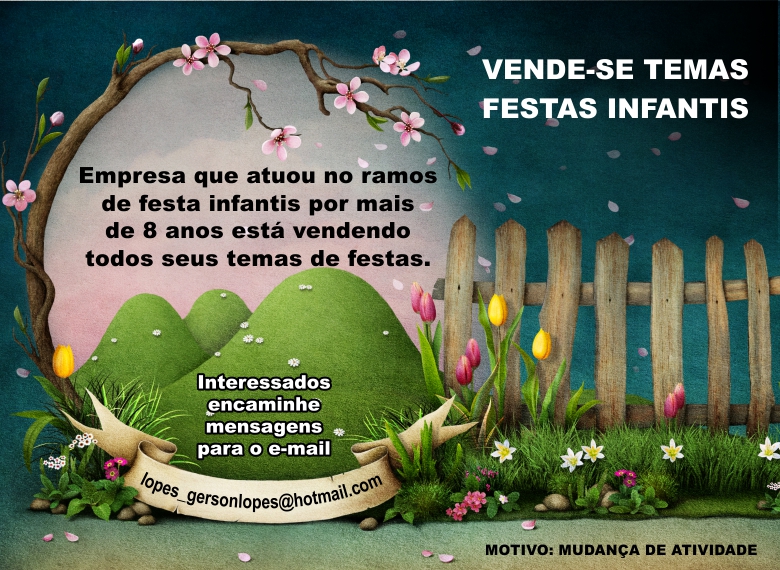 VENDE-SE TEMAS
FESTAS INFANTIS
Empresa que atuou no ramos
de festa infantis por mais
de 8 anos está vendendo
todos seus temas de festas.
Interessados
encaminhe
mensagens
para o e-mail
lopes_gersonlopes@hotmail.com
MOTIVO: MUDANÇA DE ATIVIDADE